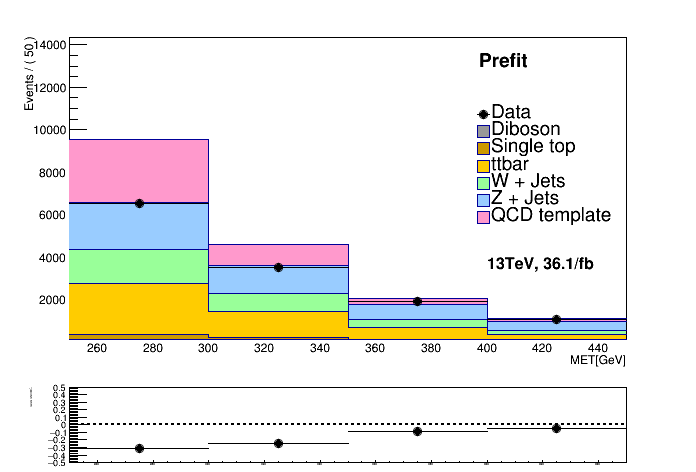 Prefit
Events / ( 50 )
14000
12000
10000
8000
6000
4000
2000
Data
Diboson
Single top
ttbar
W + Jets
Z + Jets
QCD template
13TeV, 36.1/fb
260 280 300 320 340 360 380 400 420 440
MET[GeV]
0.5
0.4
0.3
0.2
0.1
0
−0.1
−0.2
−0.3
−0.4
−0.5